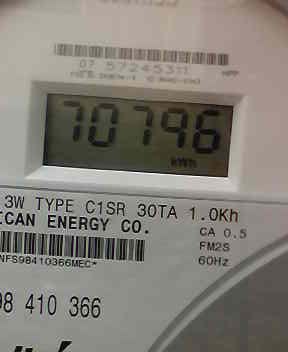 07 57245311
70796
kWh
3W TYPE C1SR 30TA 1.0Kh
ICAN ENERGY CO.
CA 0.5
FM2S
NFS98410366MEC*
60Hz
98 410 366